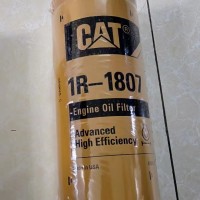 CAT
1R-1807
Engine Oil Filter
Advanced
High Efficiency